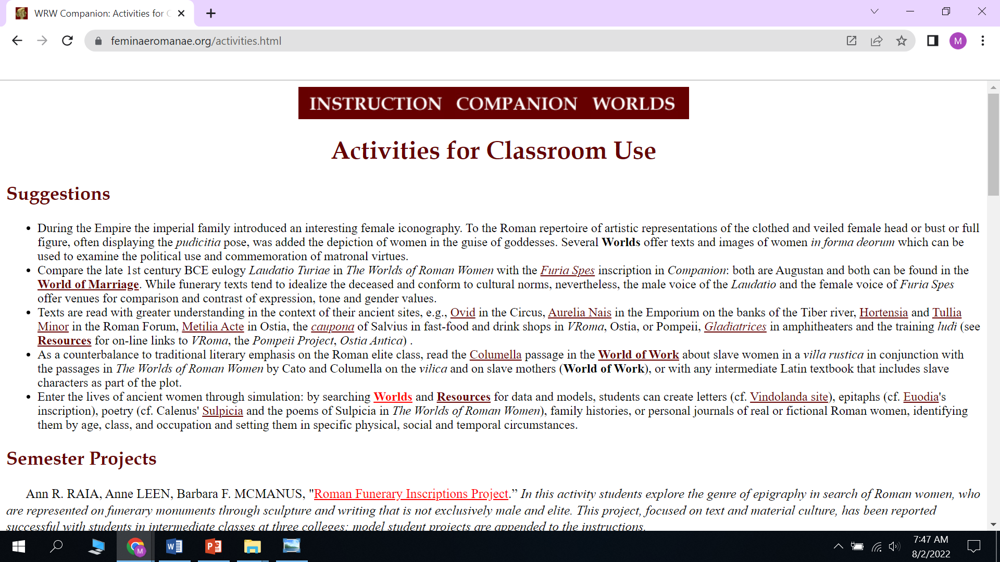 WRW Companion: Activities for C
feminaeromanae.org/activities.html
M
INSTRUCTION COMPANION WORLDS
Activities for Classroom Use
Suggestions
• During the Empire the imperial family introduced an interesting female iconography. To the Roman repertoire of artistic representations of the clothed and veiled female head or bust or full
figure, often displaying the pudicitia pose, was added the depiction of women in the guise of goddesses. Several Worlds offer texts and images of women in forma deorum which can be
used to examine the political use and commemoration of matronal virtues.
• Compare the late 1st century BCE eulogy Laudatio Turiae in The Worlds of Roman Women with the Furia Spes inscription in Companion: both are Augustan and both can be found in the
World of Marriage. While funerary texts tend to idealize the deceased and conform to cultural norms, nevertheless, the male voice of the Laudatio and the female voice of Furia Spes
offer venues for comparison and contrast of expression, tone and gender values.
• Texts are read with greater understanding in the context of their ancient sites, e.g., Ovid in the Circus, Aurelia Nais in the Emporium on the banks of the Tiber river, Hortensia and Tullia
Minor in the Roman Forum, Metilia Acte in Ostia, the caupona of Salvius in fast-food and drink shops in VRoma, Ostia, or Pompeii, Gladiatrices in amphitheaters and the training ludi (see
Resources for on-line links to VRoma, the Pompeii Project, Ostia Antica) .
• As a counterbalance to traditional literary emphasis on the Roman elite class, read the Columella passage in the World of Work about slave women in a villa rustica in conjunction with
the passages in The Worlds of Roman Women by Cato and Columella on the vilica and on slave mothers (World of Work), or with any intermediate Latin textbook that includes slave
characters as part of the plot.
• Enter the lives of ancient women through simulation: by searching Worlds and Resources for data and models, students can create letters (cf. Vindolanda site), epitaphs (cf. Euodia's
inscription), poetry (cf. Calenus' Sulpicia and the poems of Sulpicia in The Worlds of Roman Women), family histories, or personal journals of real or fictional Roman women, identifying
them by age, class, and occupation and setting them in specific physical, social and temporal circumstances.
Semester Projects
Ann R. RAIA, Anne LEEN, Barbara F. MCMANUS, "Roman Funerary Inscriptions Project.” In this activity students explore the genre of epigraphy in search of Roman women, who
are represented on funerary monuments through sculpture and writing that is not exclusively male and elite. This project, focused on text and material culture, has been reported
successful with students in intermediate classes at three colleges; model student projects are appended to the instructions.
M
W
P
7:47 AM
8/2/2022